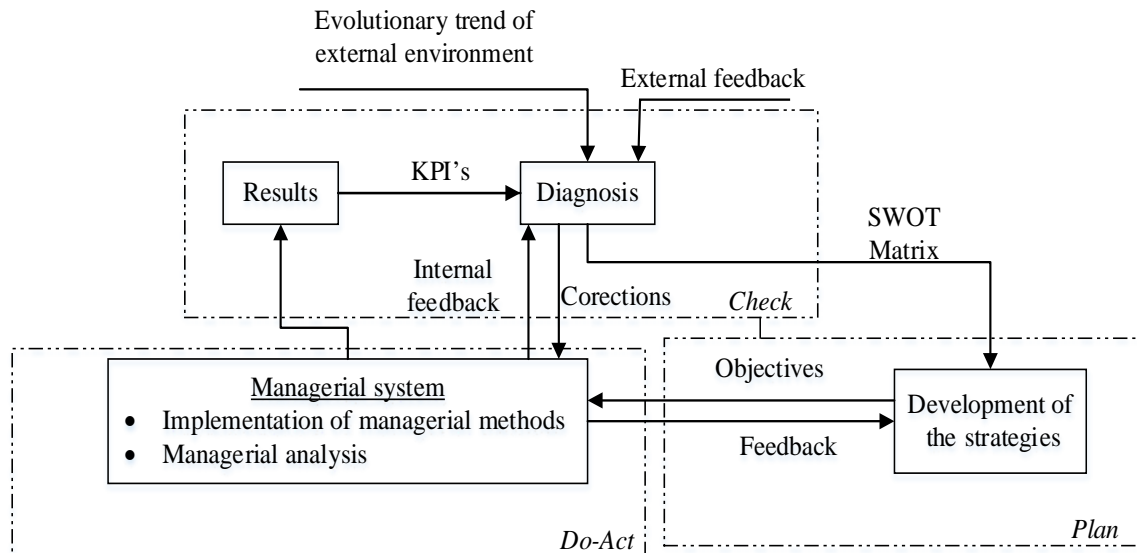 Evolutionary trend of
external environment
External feedback
Results
KPI’s
Diagnosis
SWOT
Matrix
Internal
feedback
Corections
Check
Managerial system
• Implementation of managerial methods
• Managerial analysis
Objectives
Feedback
Development of
the strategies
Do-Act
Plan